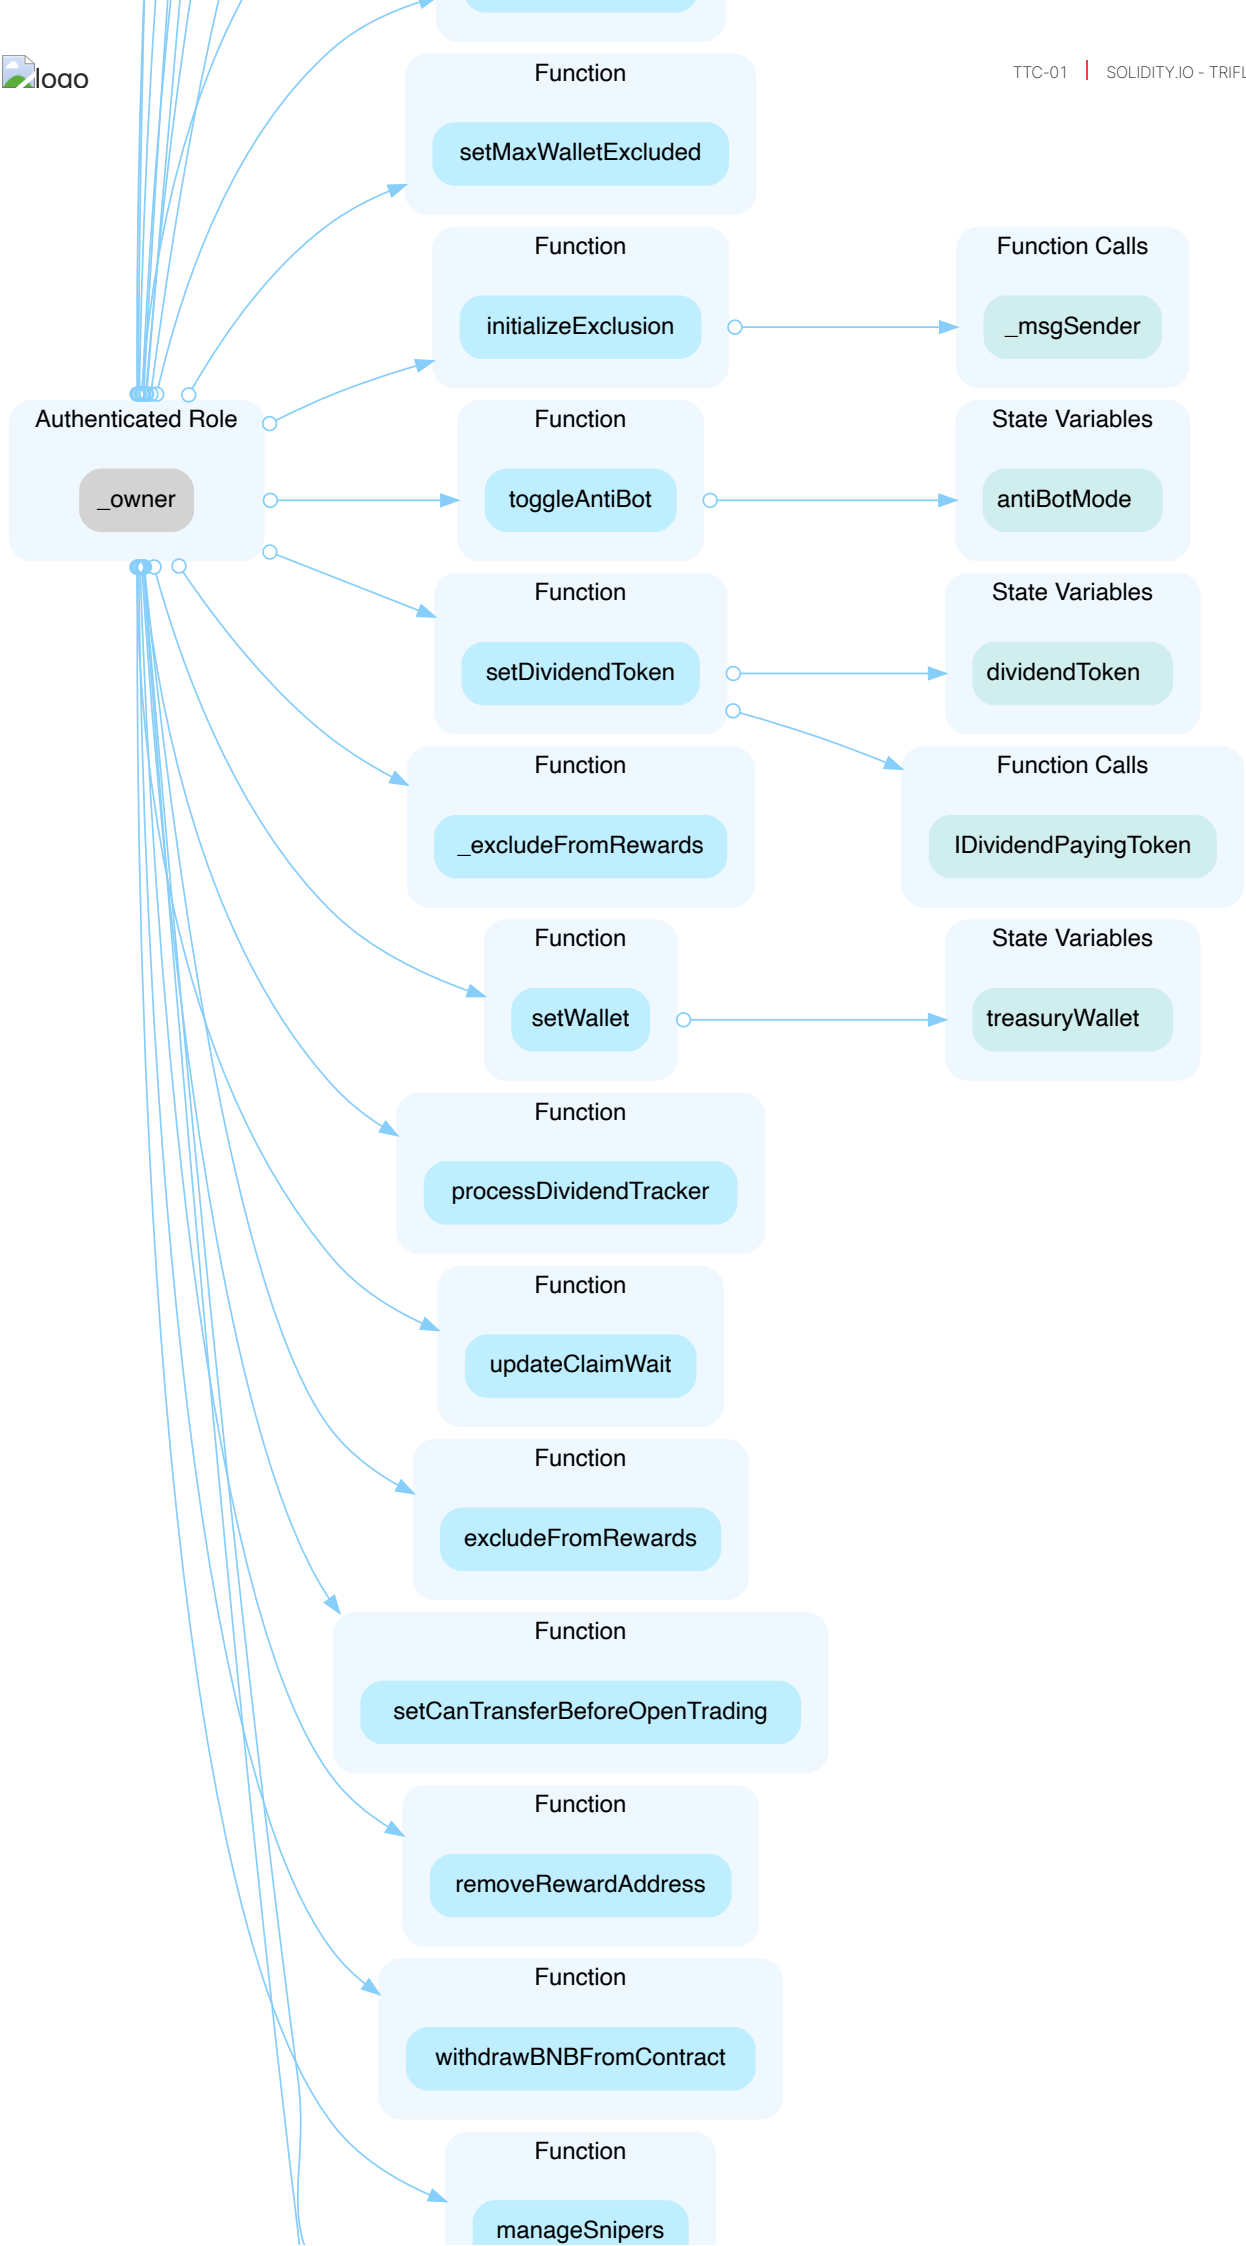 Function
logo
TTC-01
SOLIDITY.IO - TRIFL
setMaxWalletExcluded
Function
Function Calls
initializeExclusion
_msgSender
Authenticated Role
Function
State Variables
_owner
toggleAntiBot
antiBotMode
Function
State Variables
setDividendToken
dividendToken
Function
Function Calls
_excludeFromRewards
IDividendPayingToken
Function
State Variables
setWallet
treasuryWallet
Function
processDividendTracker
Function
updateClaimWait
Function
excludeFromRewards
Function
setCanTransferBeforeOpenTrading
Function
removeRewardAddress
Function
withdrawBNBFromContract
Function
manageSnipers